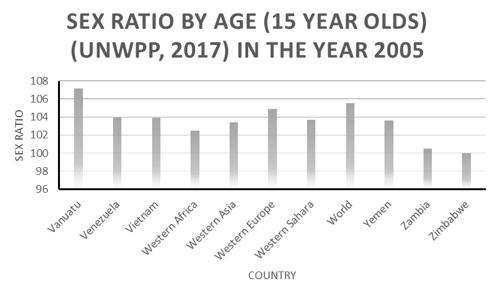 SEX RATIO BY AGE (15 YEAR OLDS)
(UNWPP, 2017) IN THE YEAR 2005
SEX RATIO
108
106
104
102
100
98
96
Vanuatu
Venezuela
Vietnam
Western Africa
Western Asia
Western Europe
Western Sahara
World
Yemen
Zambia
Zimbabwe
COUNTRY